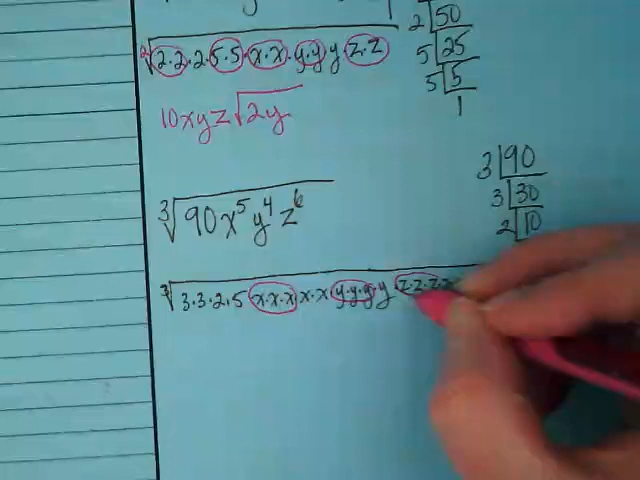 2√2·2·2·5·5·x·x·y·y y z·z
10xyz√2y
2|50
5|25
5|5
1
∛90x⁵y⁴z⁶
3|90
3|30
2|10
∛3·3·2·5 x·x·x x·x y·y·y y z·z·z